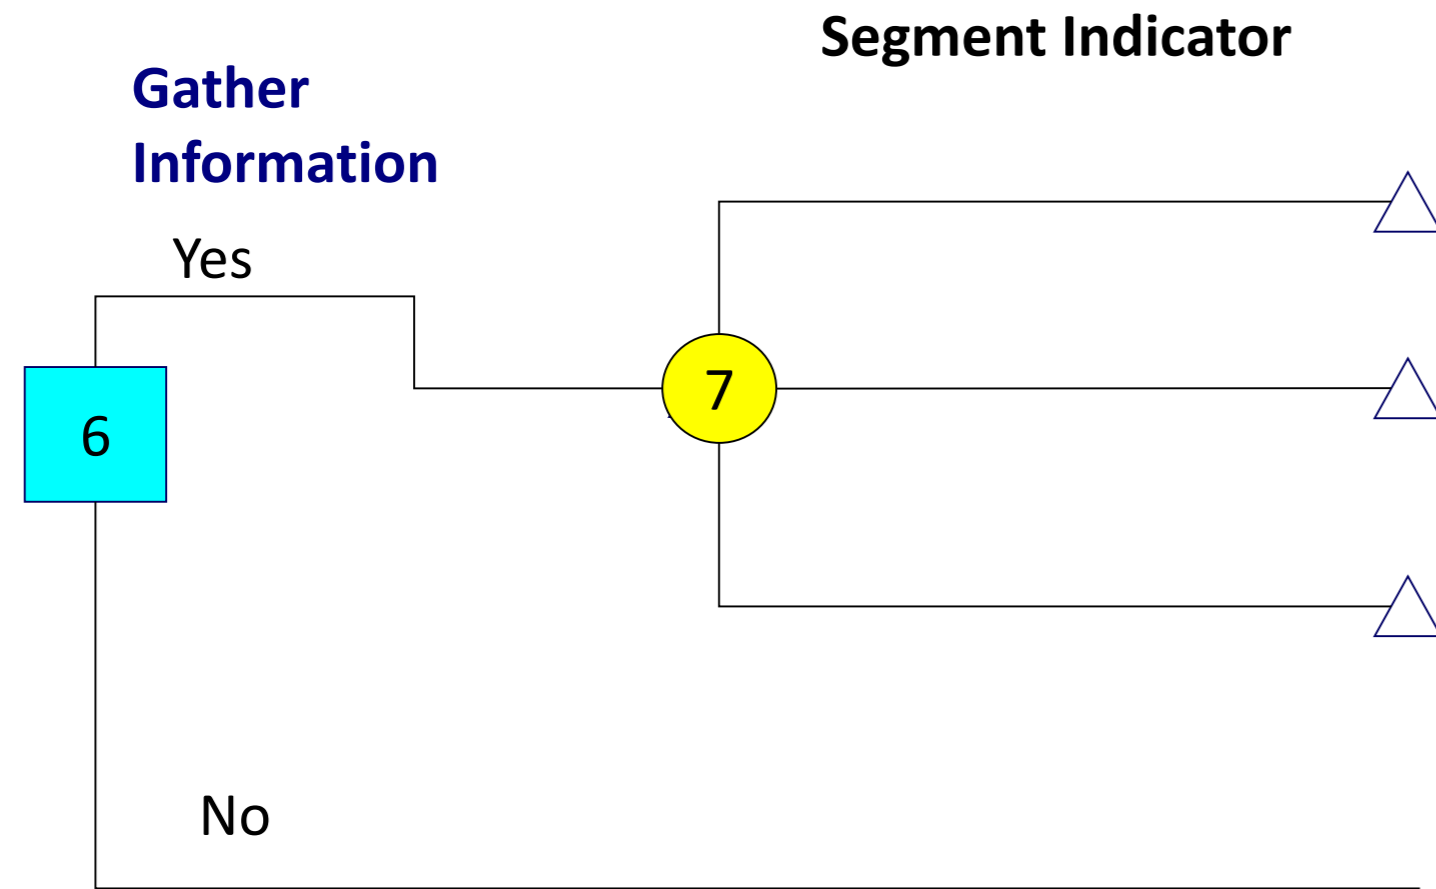 Segment Indicator
Gather
Information
Yes
6
7
No